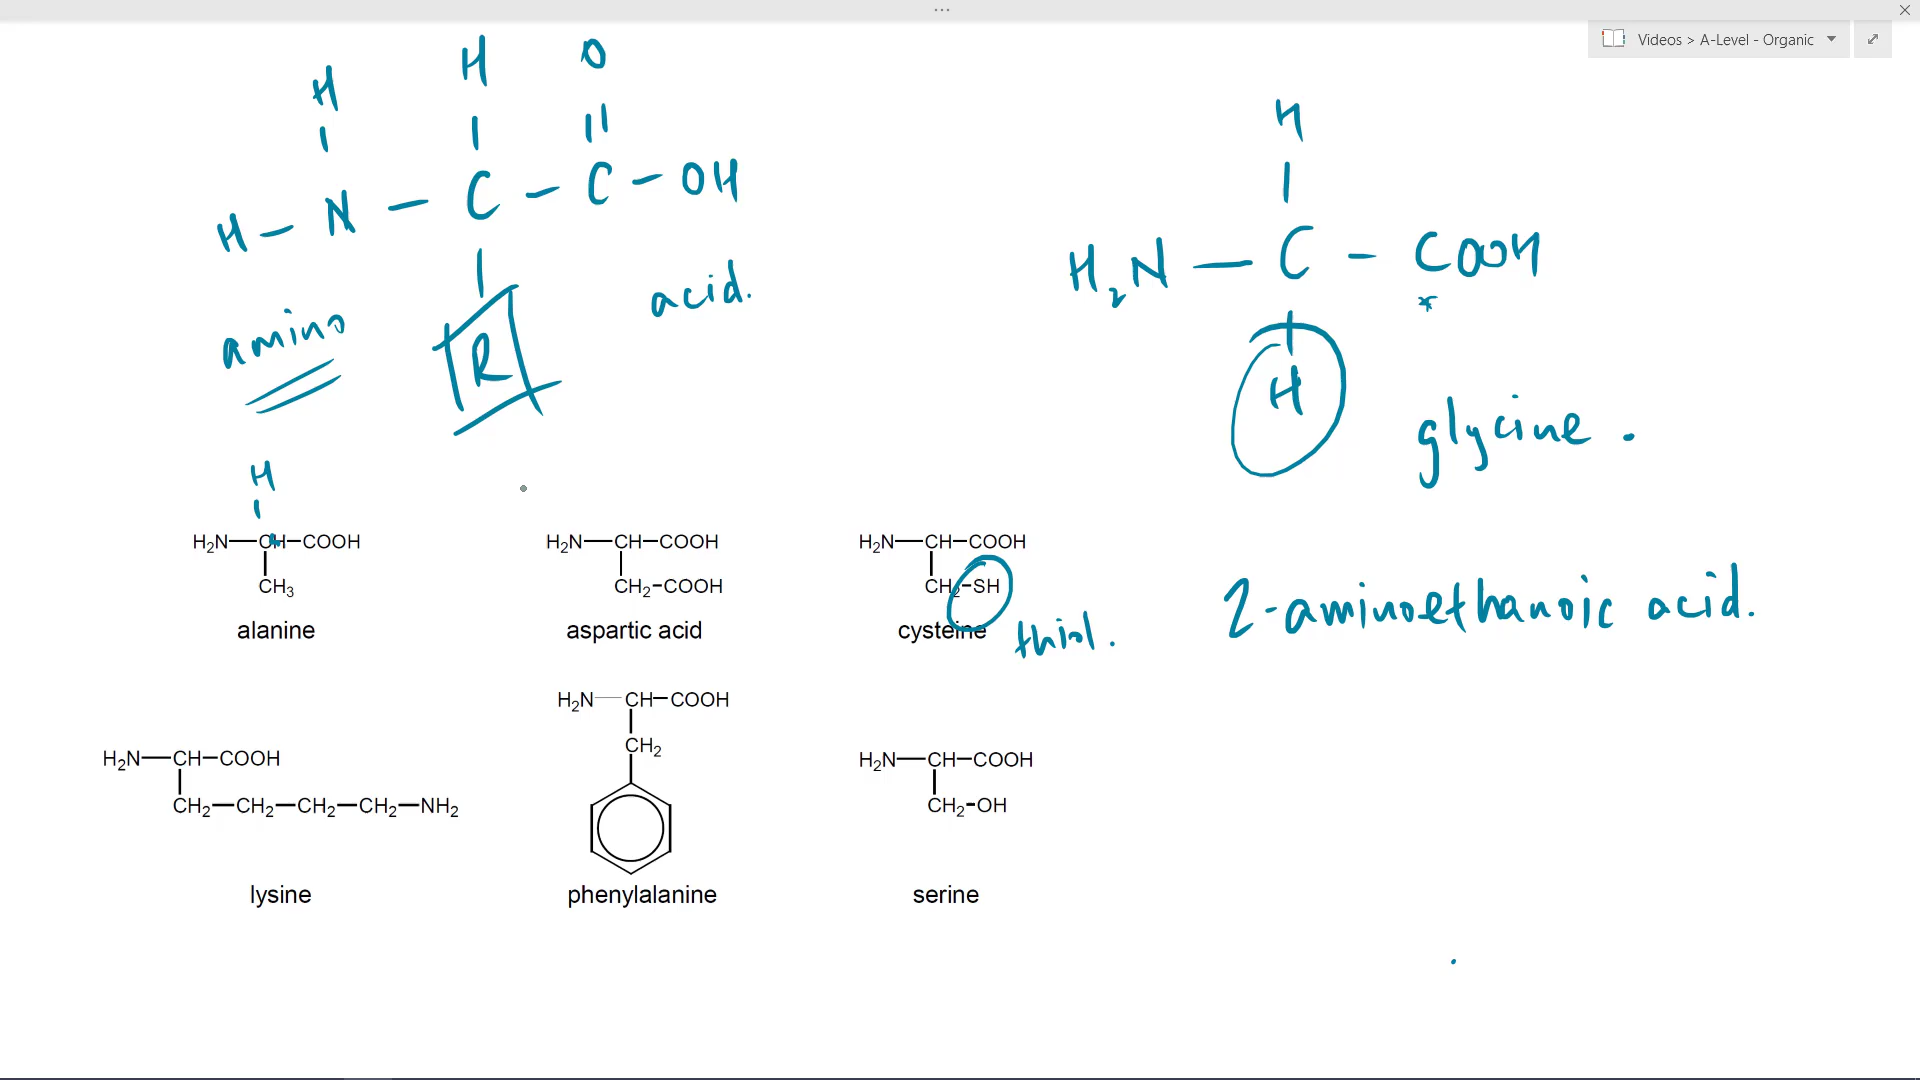 ...
Videos > A-Level - Organic
H H O
H - N - C - C - OH
R
amino
acid.
H
H₂N - C - COOH
*
H
glycine.
2-aminoethanoic acid.
H
H₂N—CH–COOH
CH₃
alanine
H₂N—CH–COOH
CH₂–COOH
aspartic acid
H₂N—CH–COOH
CH₂–SH
cysteine
thiol.
H₂N—CH–COOH
CH₂—CH₂—CH₂—CH₂—NH₂
lysine
H₂N—CH–COOH
CH₂
phenylalanine
H₂N—CH–COOH
CH₂–OH
serine